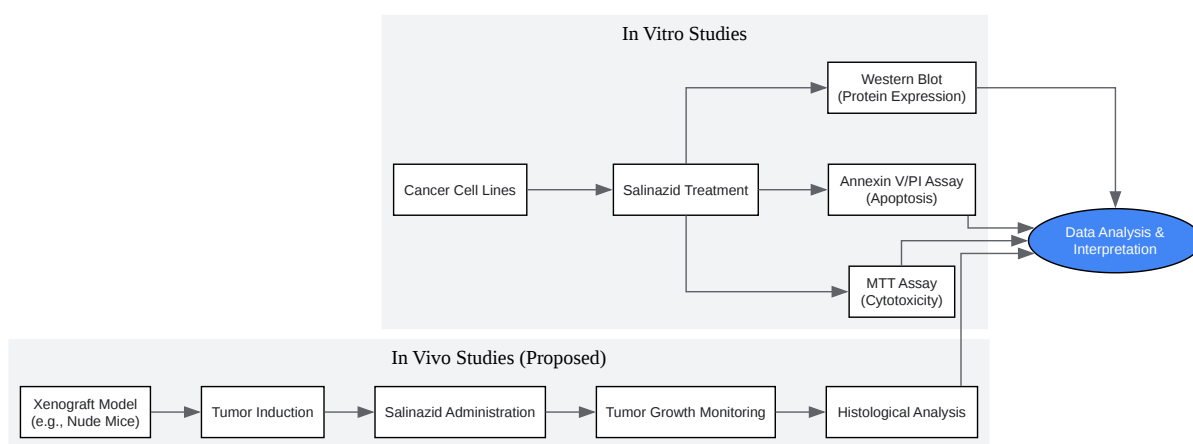 In Vitro Studies
Western Blot
(Protein Expression)
Cancer Cell Lines
Salinazid Treatment
Annexin V/PI Assay
(Apoptosis)
Data Analysis &
Interpretation
MTT Assay
(Cytotoxicity)
In Vivo Studies (Proposed)
Xenograft Model
(e.g., Nude Mice)
Tumor Induction
Salinazid Administration
Tumor Growth Monitoring
Histological Analysis